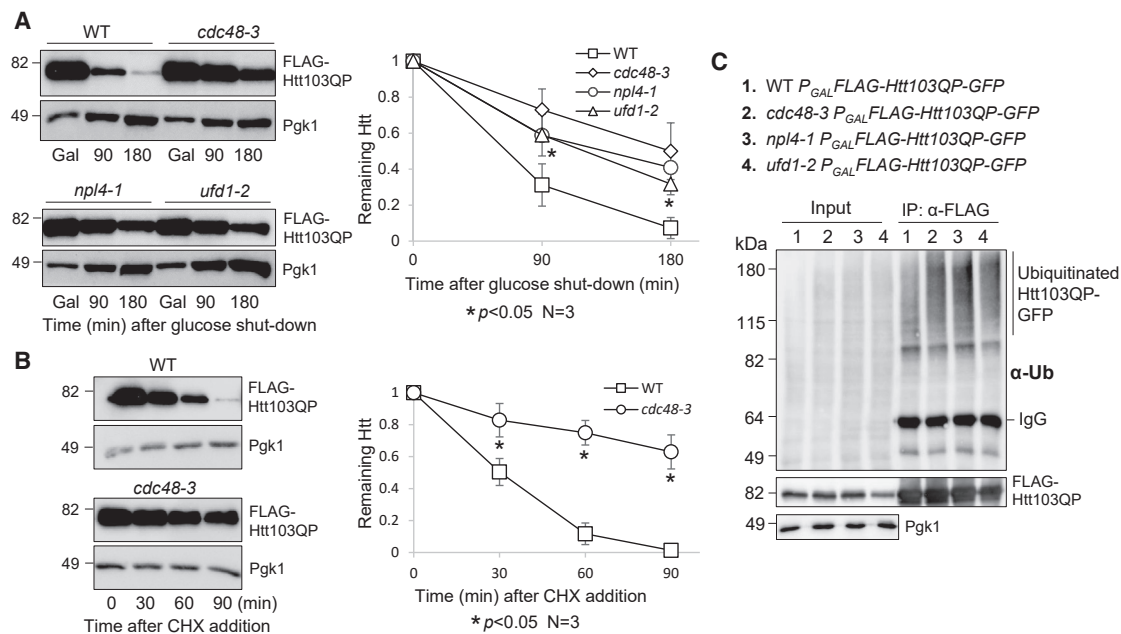 A
WT
cdc48-3
82
FLAG-
Htt103QP
49
Pgk1
Gal 90 180 Gal 90 180
npl4-1
ufd1-2
82
FLAG-
Htt103QP
49
Pgk1
Gal 90 180 Gal 90 180
Time (min) after glucose shut-down
Remaining Htt
1
0.8
0.6
0.4
0.2
0
WT
cdc48-3
npl4-1
ufd1-2
*
*
0 90 180
Time after glucose shut-down (min)
* p<0.05 N=3
B
WT
82
FLAG-
Htt103QP
49
Pgk1
cdc48-3
82
FLAG-
Htt103QP
49
Pgk1
0 30 60 90 (min)
Time after CHX addition
Remaining Htt
1
0.8
0.6
0.4
0.2
0
WT
cdc48-3
*
*
*
0 30 60 90
Time (min) after CHX addition
* p<0.05 N=3
C
1. WT PGALFLAG-Htt103QP-GFP
2. cdc48-3 PGALFLAG-Htt103QP-GFP
3. npl4-1 PGALFLAG-Htt103QP-GFP
4. ufd1-2 PGALFLAG-Htt103QP-GFP
Input
IP: α-FLAG
kDa
1 2 3 4 1 2 3 4
180
115
82
64
49
Ubiquitinated
Htt103QP-
GFP
α-Ub
IgG
82
FLAG-
Htt103QP
49
Pgk1